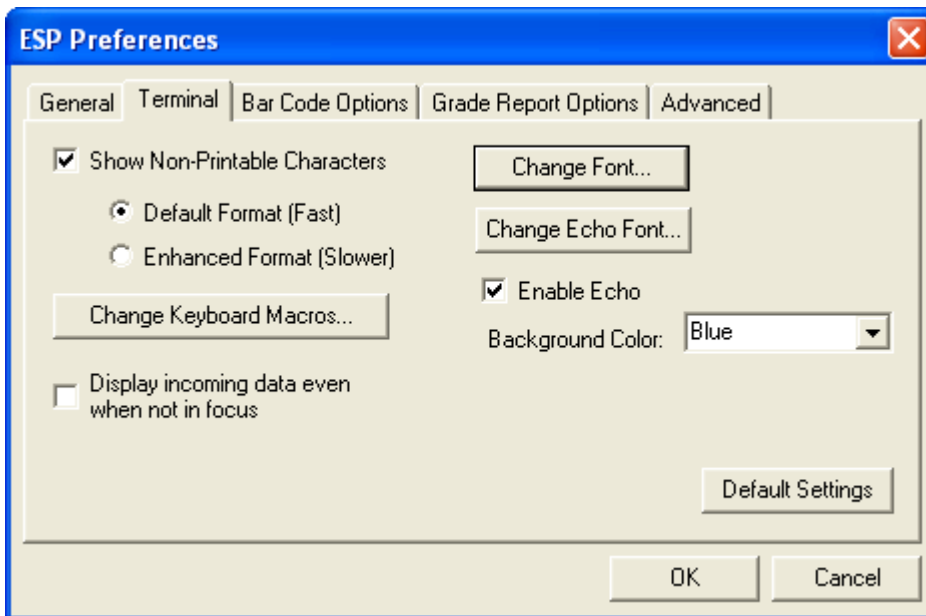 ESP Preferences
General
Terminal
Bar Code Options
Grade Report Options
Advanced
Show Non-Printable Characters
Default Format (Fast)
Enhanced Format (Slower)
Change Keyboard Macros...
Display incoming data even
when not in focus
Change Font...
Change Echo Font...
Enable Echo
Background Color:
Blue
Default Settings
OK
Cancel